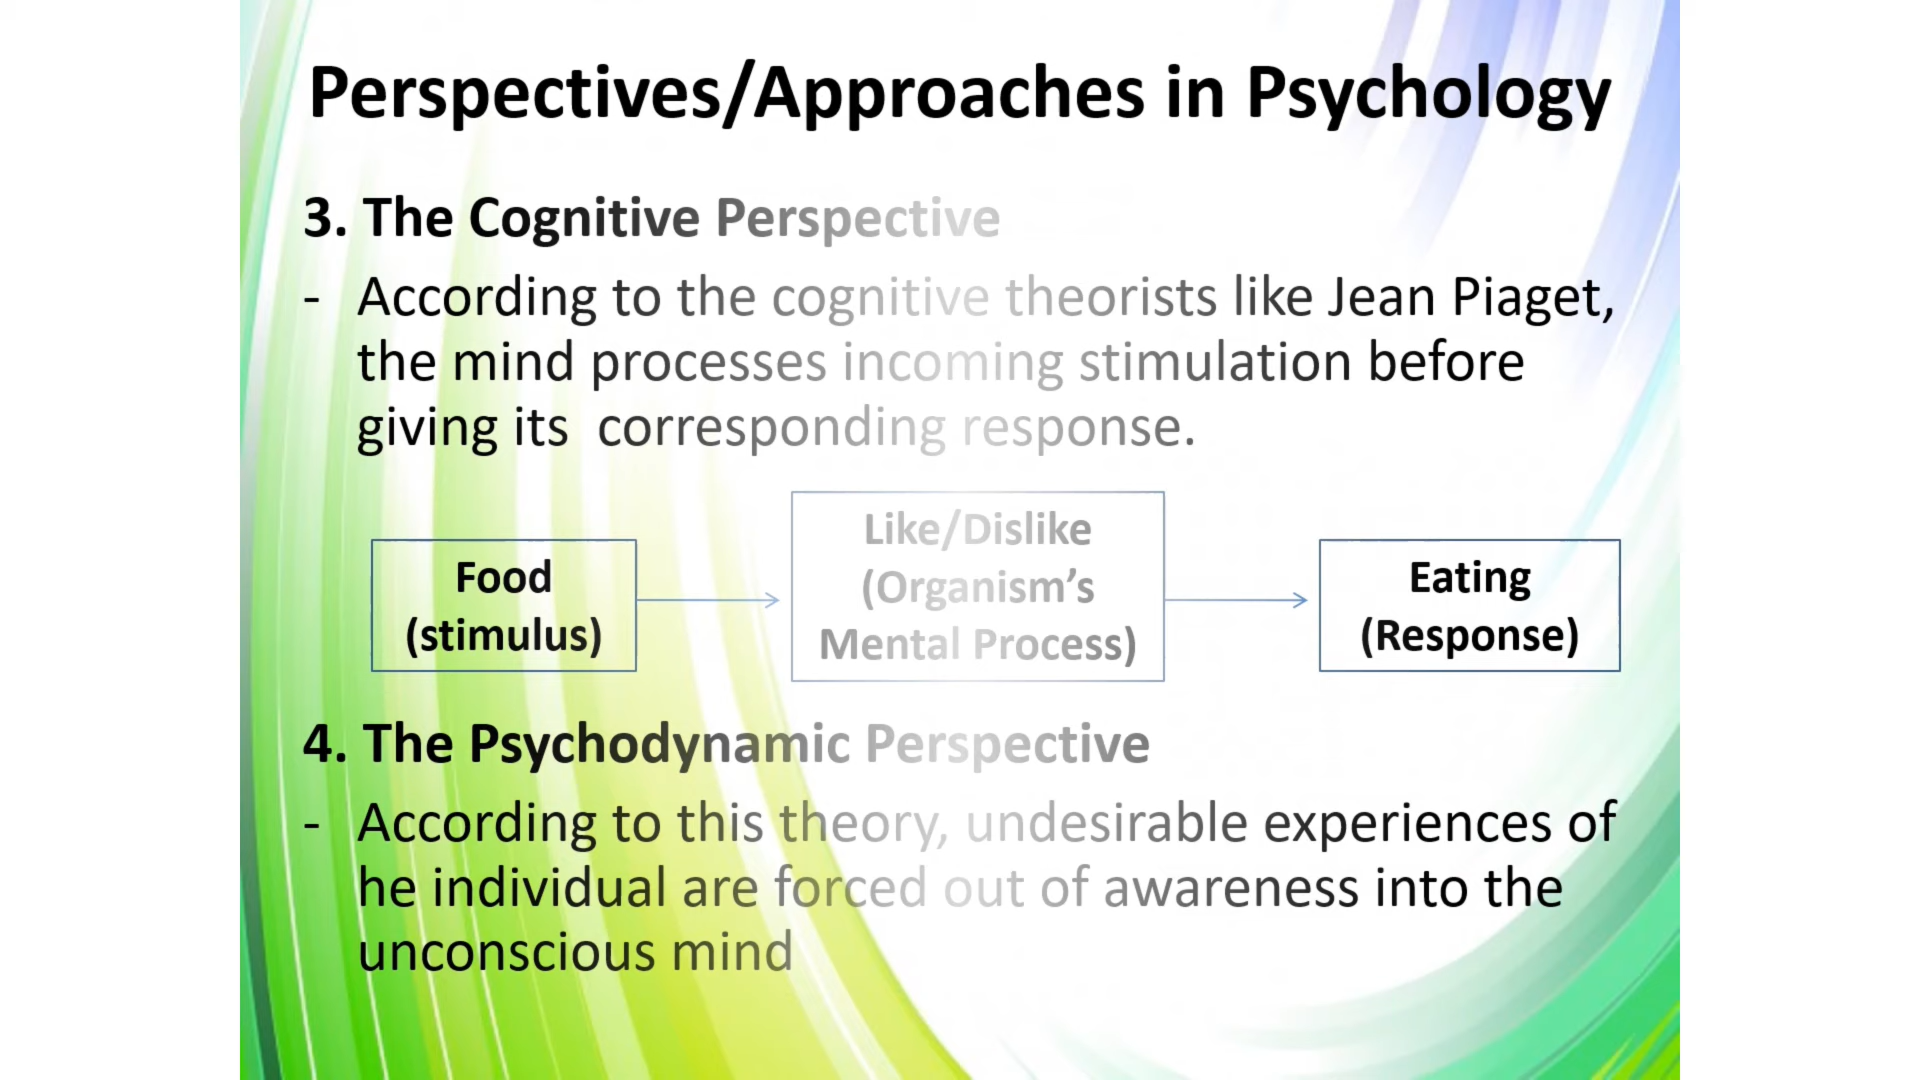 Perspectives/Approaches in Psychology
3. The Cognitive Perspective
- According to the cognitive theorists like Jean Piaget,
the mind processes incoming stimulation before
giving its corresponding response.
Food
(stimulus)
Like/Dislike
(Organism’s
Mental Process)
Eating
(Response)
4. The Psychodynamic Perspective
- According to this theory, undesirable experiences of
he individual are forced out of awareness into the
unconscious mind